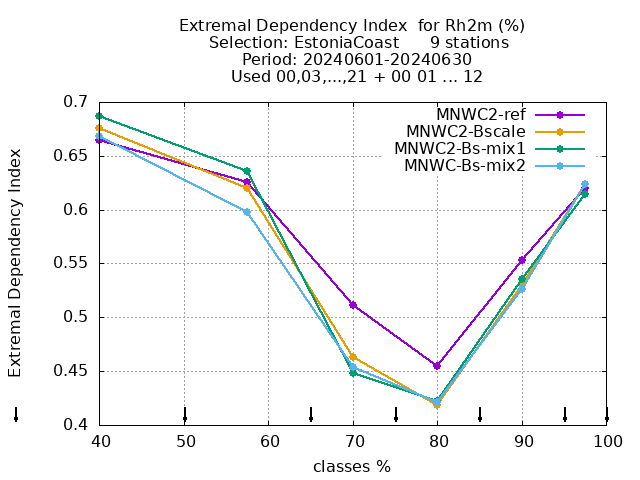 Extremal Dependency Index  for Rh2m (%)
Selection: EstoniaCoast      9 stations
Period: 20240601-20240630
Used 00,03,...,21 + 00 01 ... 12
MNWC2-ref
MNWC2-Bscale
MNWC2-Bs-mix1
MNWC-Bs-mix2
Extremal Dependency Index
0.7
0.65
0.6
0.55
0.5
0.45
0.4
40 50 60 70 80 90 100
classes %